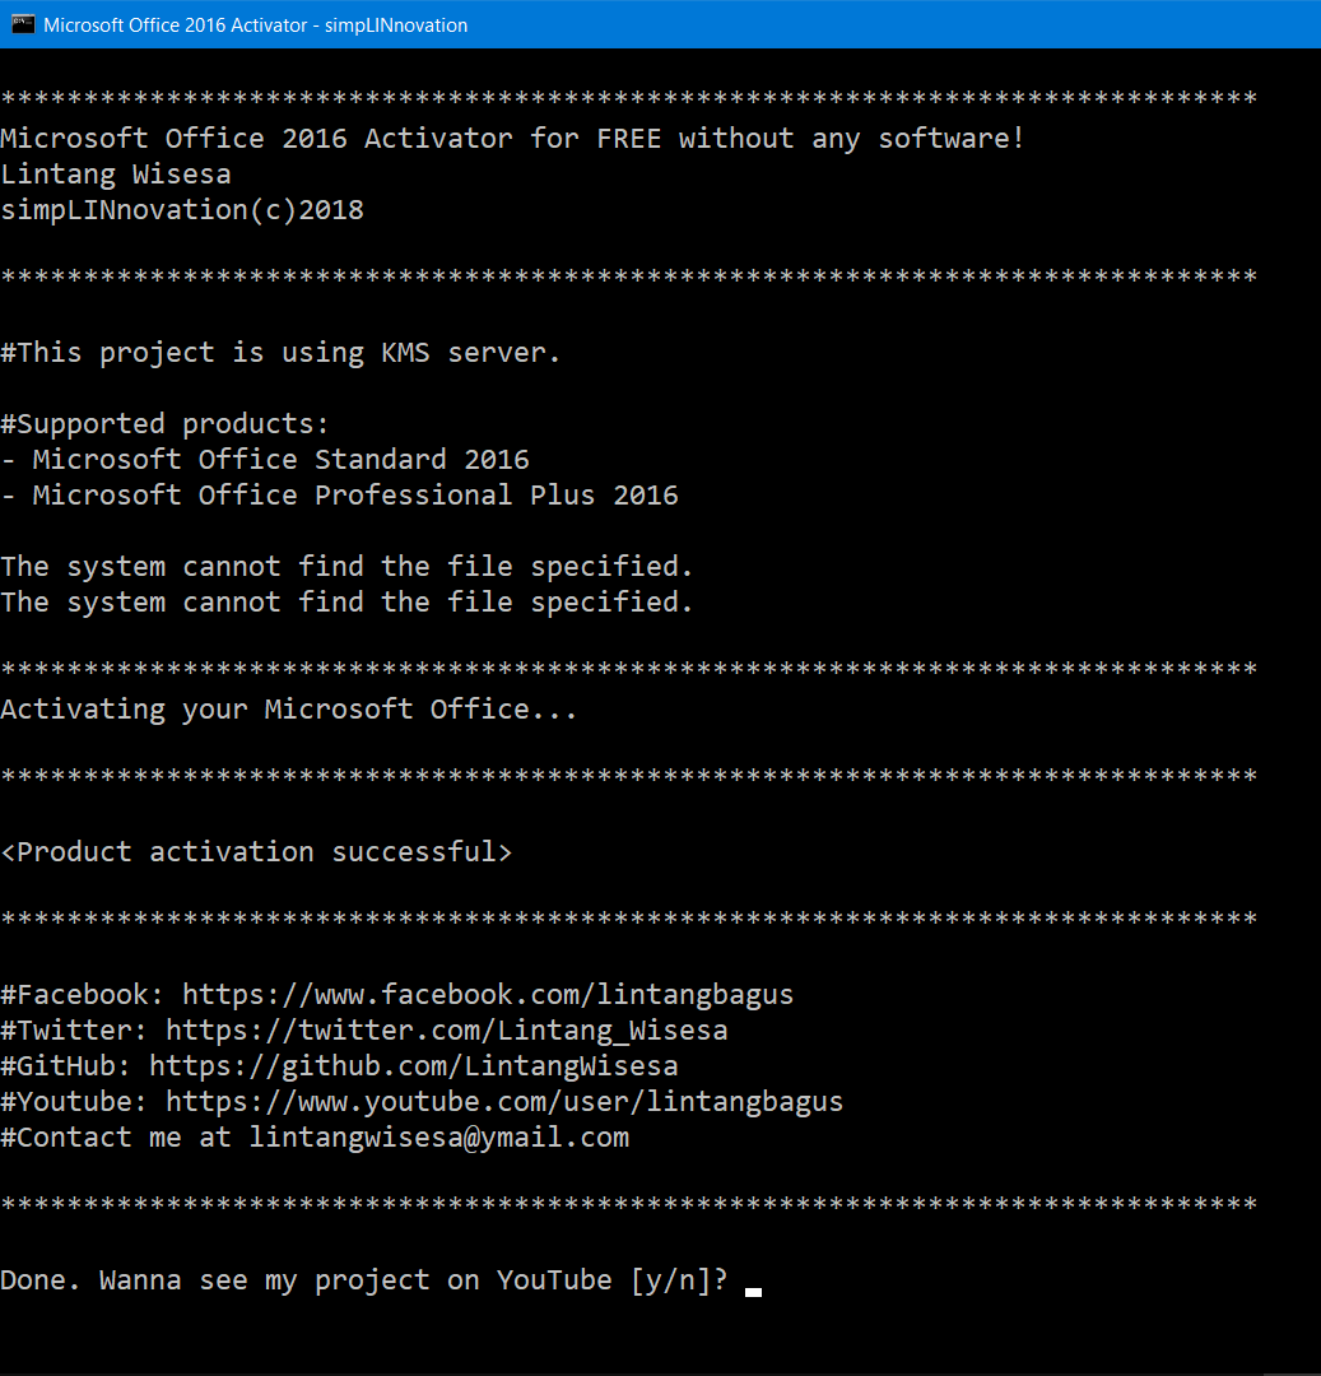 Microsoft Office 2016 Activator - simpLINnovation
****************************************************************************
Microsoft Office 2016 Activator for FREE without any software!
Lintang Wisesa
simpLINnovation(c)2018
****************************************************************************
#This project is using KMS server.
#Supported products:
- Microsoft Office Standard 2016
- Microsoft Office Professional Plus 2016
The system cannot find the file specified.
The system cannot find the file specified.
****************************************************************************
Activating your Microsoft Office...
****************************************************************************
<Product activation successful>
****************************************************************************
#Facebook: https://www.facebook.com/lintangbagus
#Twitter: https://twitter.com/Lintang_Wisesa
#GitHub: https://github.com/LintangWisesa
#Youtube: https://www.youtube.com/user/lintangbagus
#Contact me at lintangwisesa@ymail.com
****************************************************************************
Done. Wanna see my project on YouTube [y/n]?